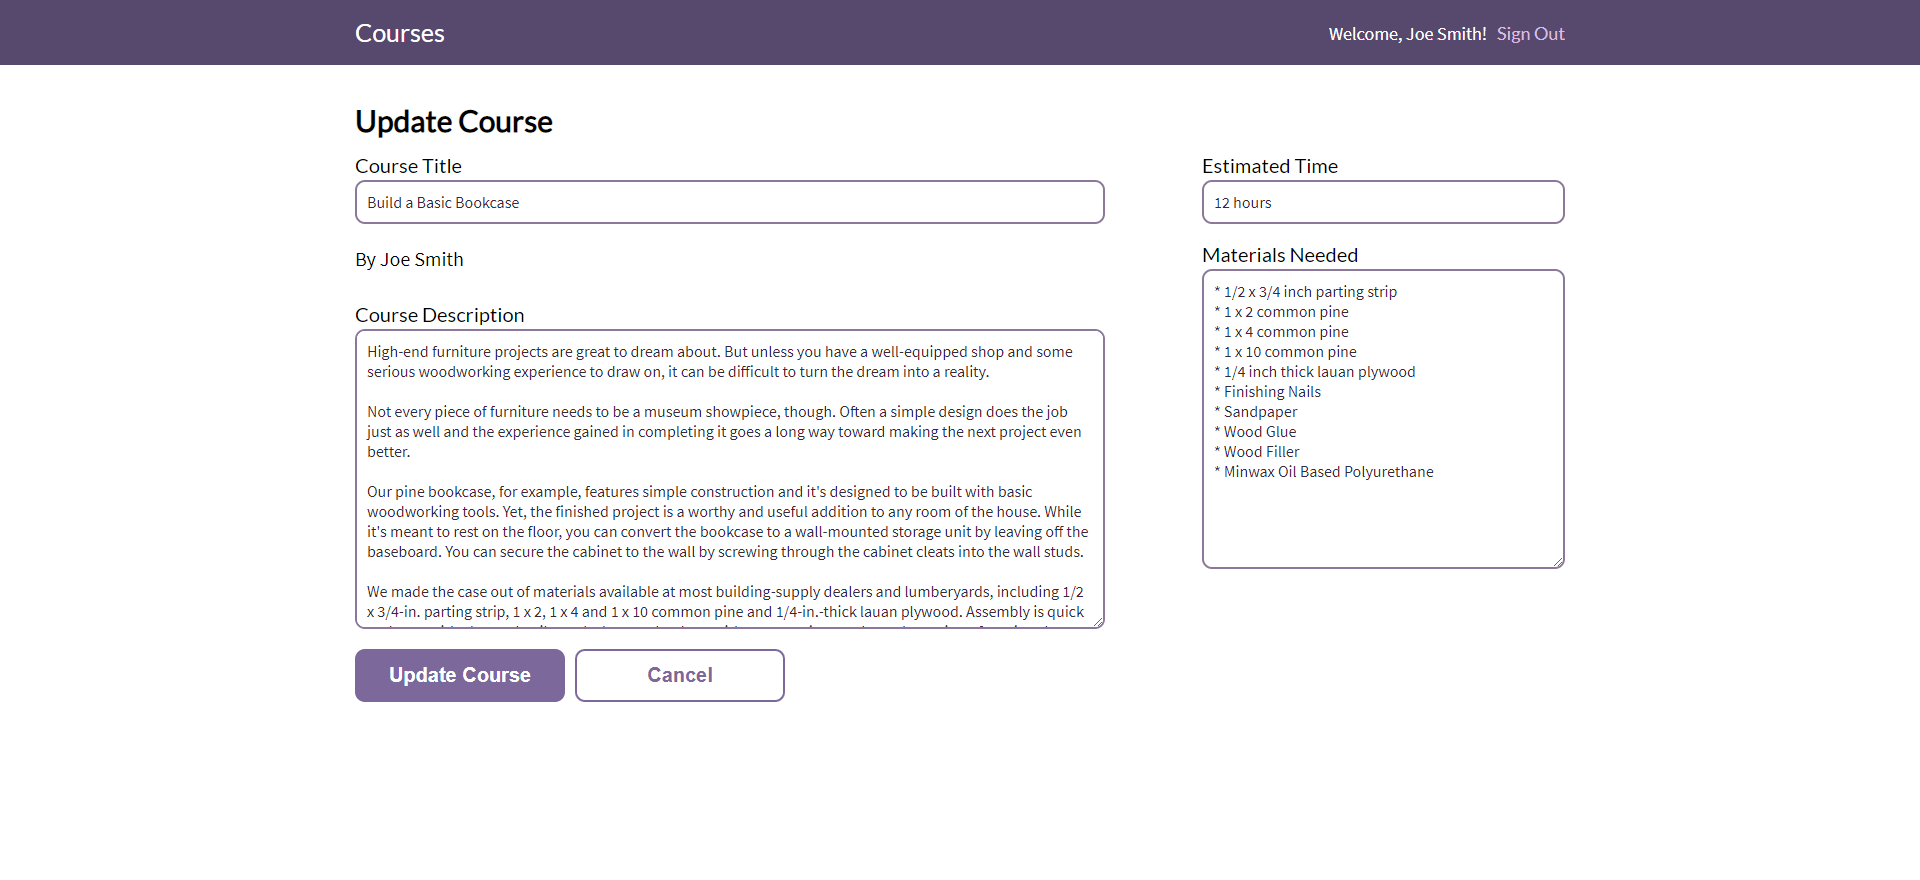 Courses
Welcome, Joe Smith! Sign Out
Update Course
Course Title
Build a Basic Bookcase
By Joe Smith
Course Description
High-end furniture projects are great to dream about. But unless you have a well-equipped shop and some
serious woodworking experience to draw on, it can be difficult to turn the dream into a reality.
Not every piece of furniture needs to be a museum showpiece, though. Often a simple design does the job
just as well and the experience gained in completing it goes a long way toward making the next project even
better.
Our pine bookcase, for example, features simple construction and it's designed to be built with basic
woodworking tools. Yet, the finished project is a worthy and useful addition to any room of the house. While
it's meant to rest on the floor, you can convert the bookcase to a wall-mounted storage unit by leaving off the
baseboard. You can secure the cabinet to the wall by screwing through the cabinet cleats into the wall studs.
We made the case out of materials available at most building-supply dealers and lumberyards, including 1/2
x 3/4-in. parting strip, 1 x 2, 1 x 4 and 1 x 10 common pine and 1/4-in.-thick lauan plywood. Assembly is quick
Estimated Time
12 hours
Materials Needed
* 1/2 x 3/4 inch parting strip
* 1 x 2 common pine
* 1 x 4 common pine
* 1 x 10 common pine
* 1/4 inch thick lauan plywood
* Finishing Nails
* Sandpaper
* Wood Glue
* Wood Filler
* Minwax Oil Based Polyurethane
Update Course
Cancel